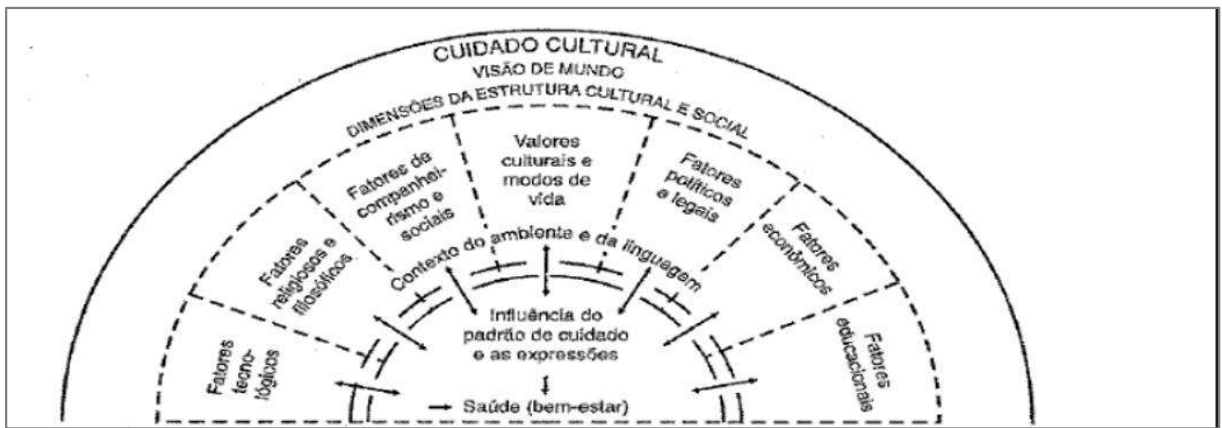 CUIDADO CULTURAL
VISÃO DE MUNDO
DIMENSÕES DA ESTRUTURA CULTURAL E SOCIAL
Fatores
tecno-
lógicos
Fatores
religiosos e
filosóficos
Fatores de
companhei-
rismo e
sociais
Valores
culturais e
modos de
vida
Fatores
políticos
e legais
Fatores
econômicos
Fatores
educacionais
Contexto do ambiente e da linguagem
Influência do
padrão de cuidado
e as expressões
Saúde (bem-estar)